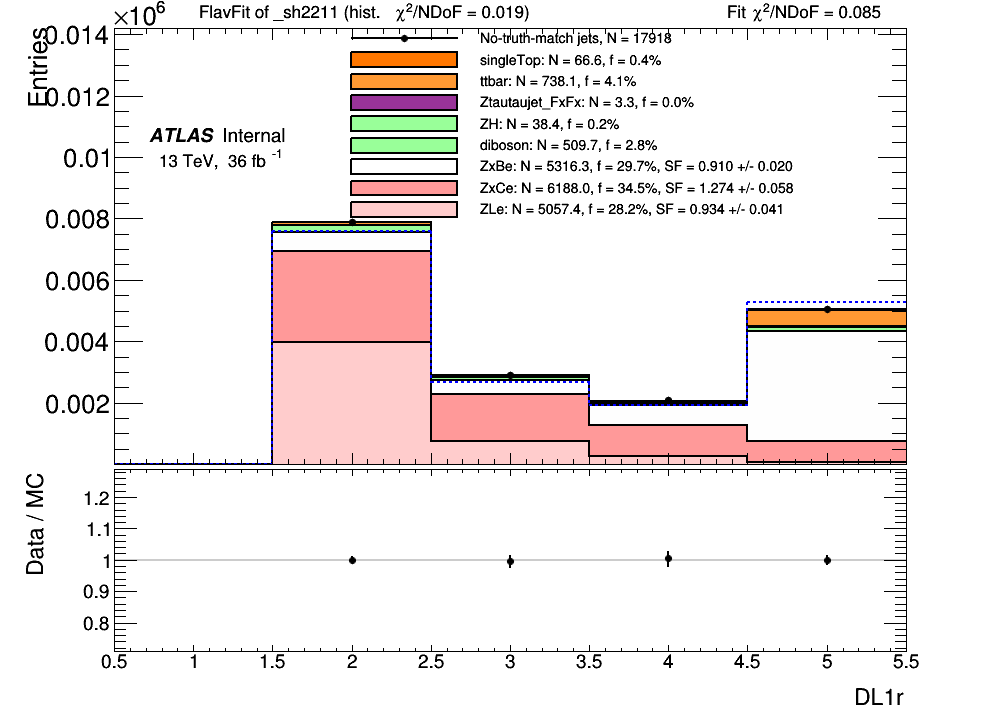 ×10⁶
FlavFit of _sh2211 (hist. χ²/NDoF = 0.019)
Fit χ²/NDoF = 0.085
Entries
0.014
0.012
0.01
0.008
0.006
0.004
0.002
ATLAS Internal
13 TeV, 36 fb⁻¹
No-truth-match jets, N = 17918
singleTop: N = 66.6, f = 0.4%
ttbar: N = 738.1, f = 4.1%
Ztautaujet_FxFx: N = 3.3, f = 0.0%
ZH: N = 38.4, f = 0.2%
diboson: N = 509.7, f = 2.8%
ZxBe: N = 5316.3, f = 29.7%, SF = 0.910 +/- 0.020
ZxCe: N = 6188.0, f = 34.5%, SF = 1.274 +/- 0.058
ZLe: N = 5057.4, f = 28.2%, SF = 0.934 +/- 0.041
Data / MC
1.2
1.1
1
0.9
0.8
0.5 1 1.5 2 2.5 3 3.5 4 4.5 5 5.5
DL1r